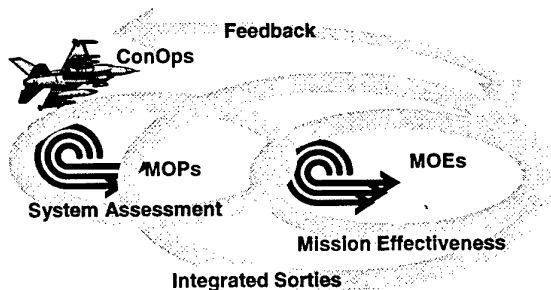 Feedback
ConOps
MOPs
MOEs
System Assessment
Mission Effectiveness
Integrated Sorties